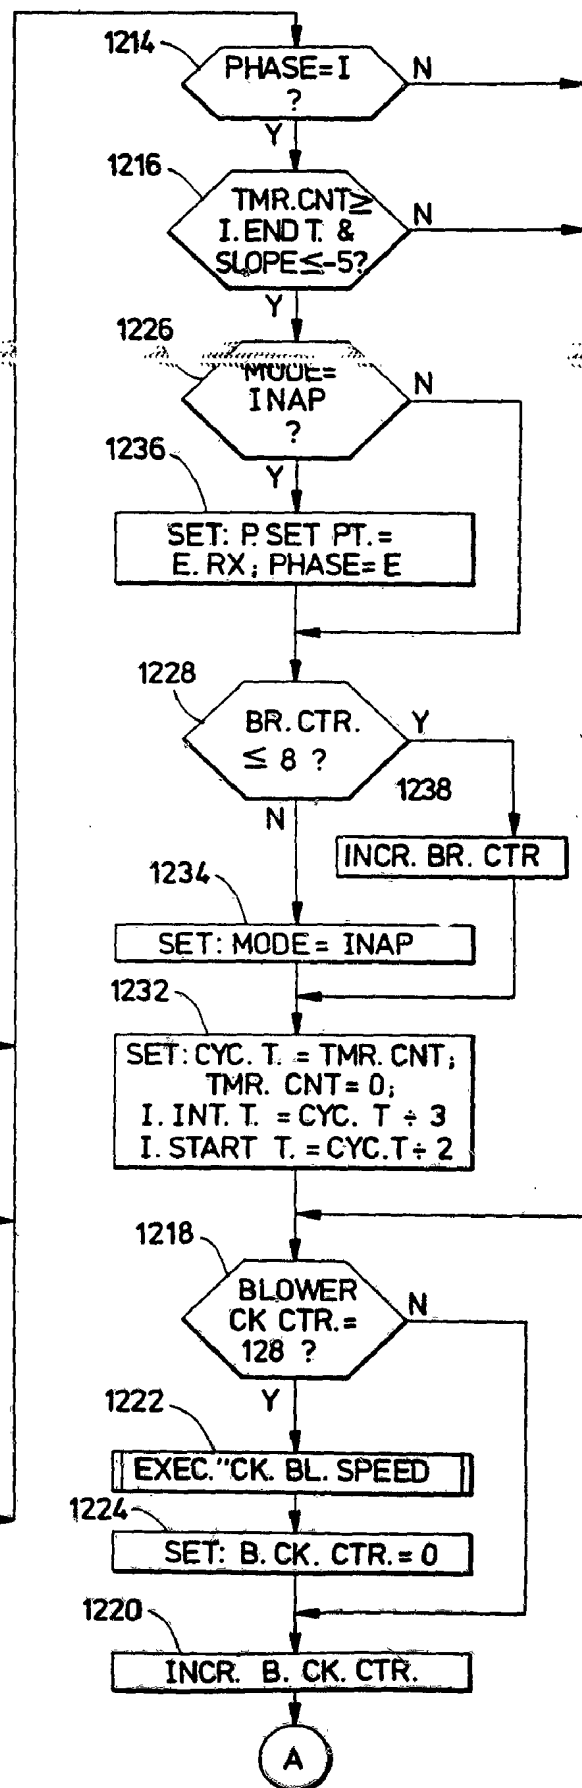 1214
PHASE=I
?
N
Y
1216
TMR.CNT≥
I.END T. &
SLOPE≤-5?
N
Y
1226
MODE=
INAP
?
N
Y
1236
SET: P.SET PT.=
E.RX; PHASE=E
1228
BR.CTR.
≤ 8 ?
Y
N
1238
INCR. BR. CTR
1234
SET: MODE= INAP
1232
SET: CYC. T. = TMR. CNT;
TMR. CNT=0;
I. INT. T. =CYC. T ÷ 3
I. START T. =CYC.T÷ 2
1218
BLOWER
CK CTR.=
128 ?
N
Y
1222
EXEC."CK. BL. SPEED
1224
SET: B. CK. CTR.= 0
1220
INCR. B. CK. CTR.
A